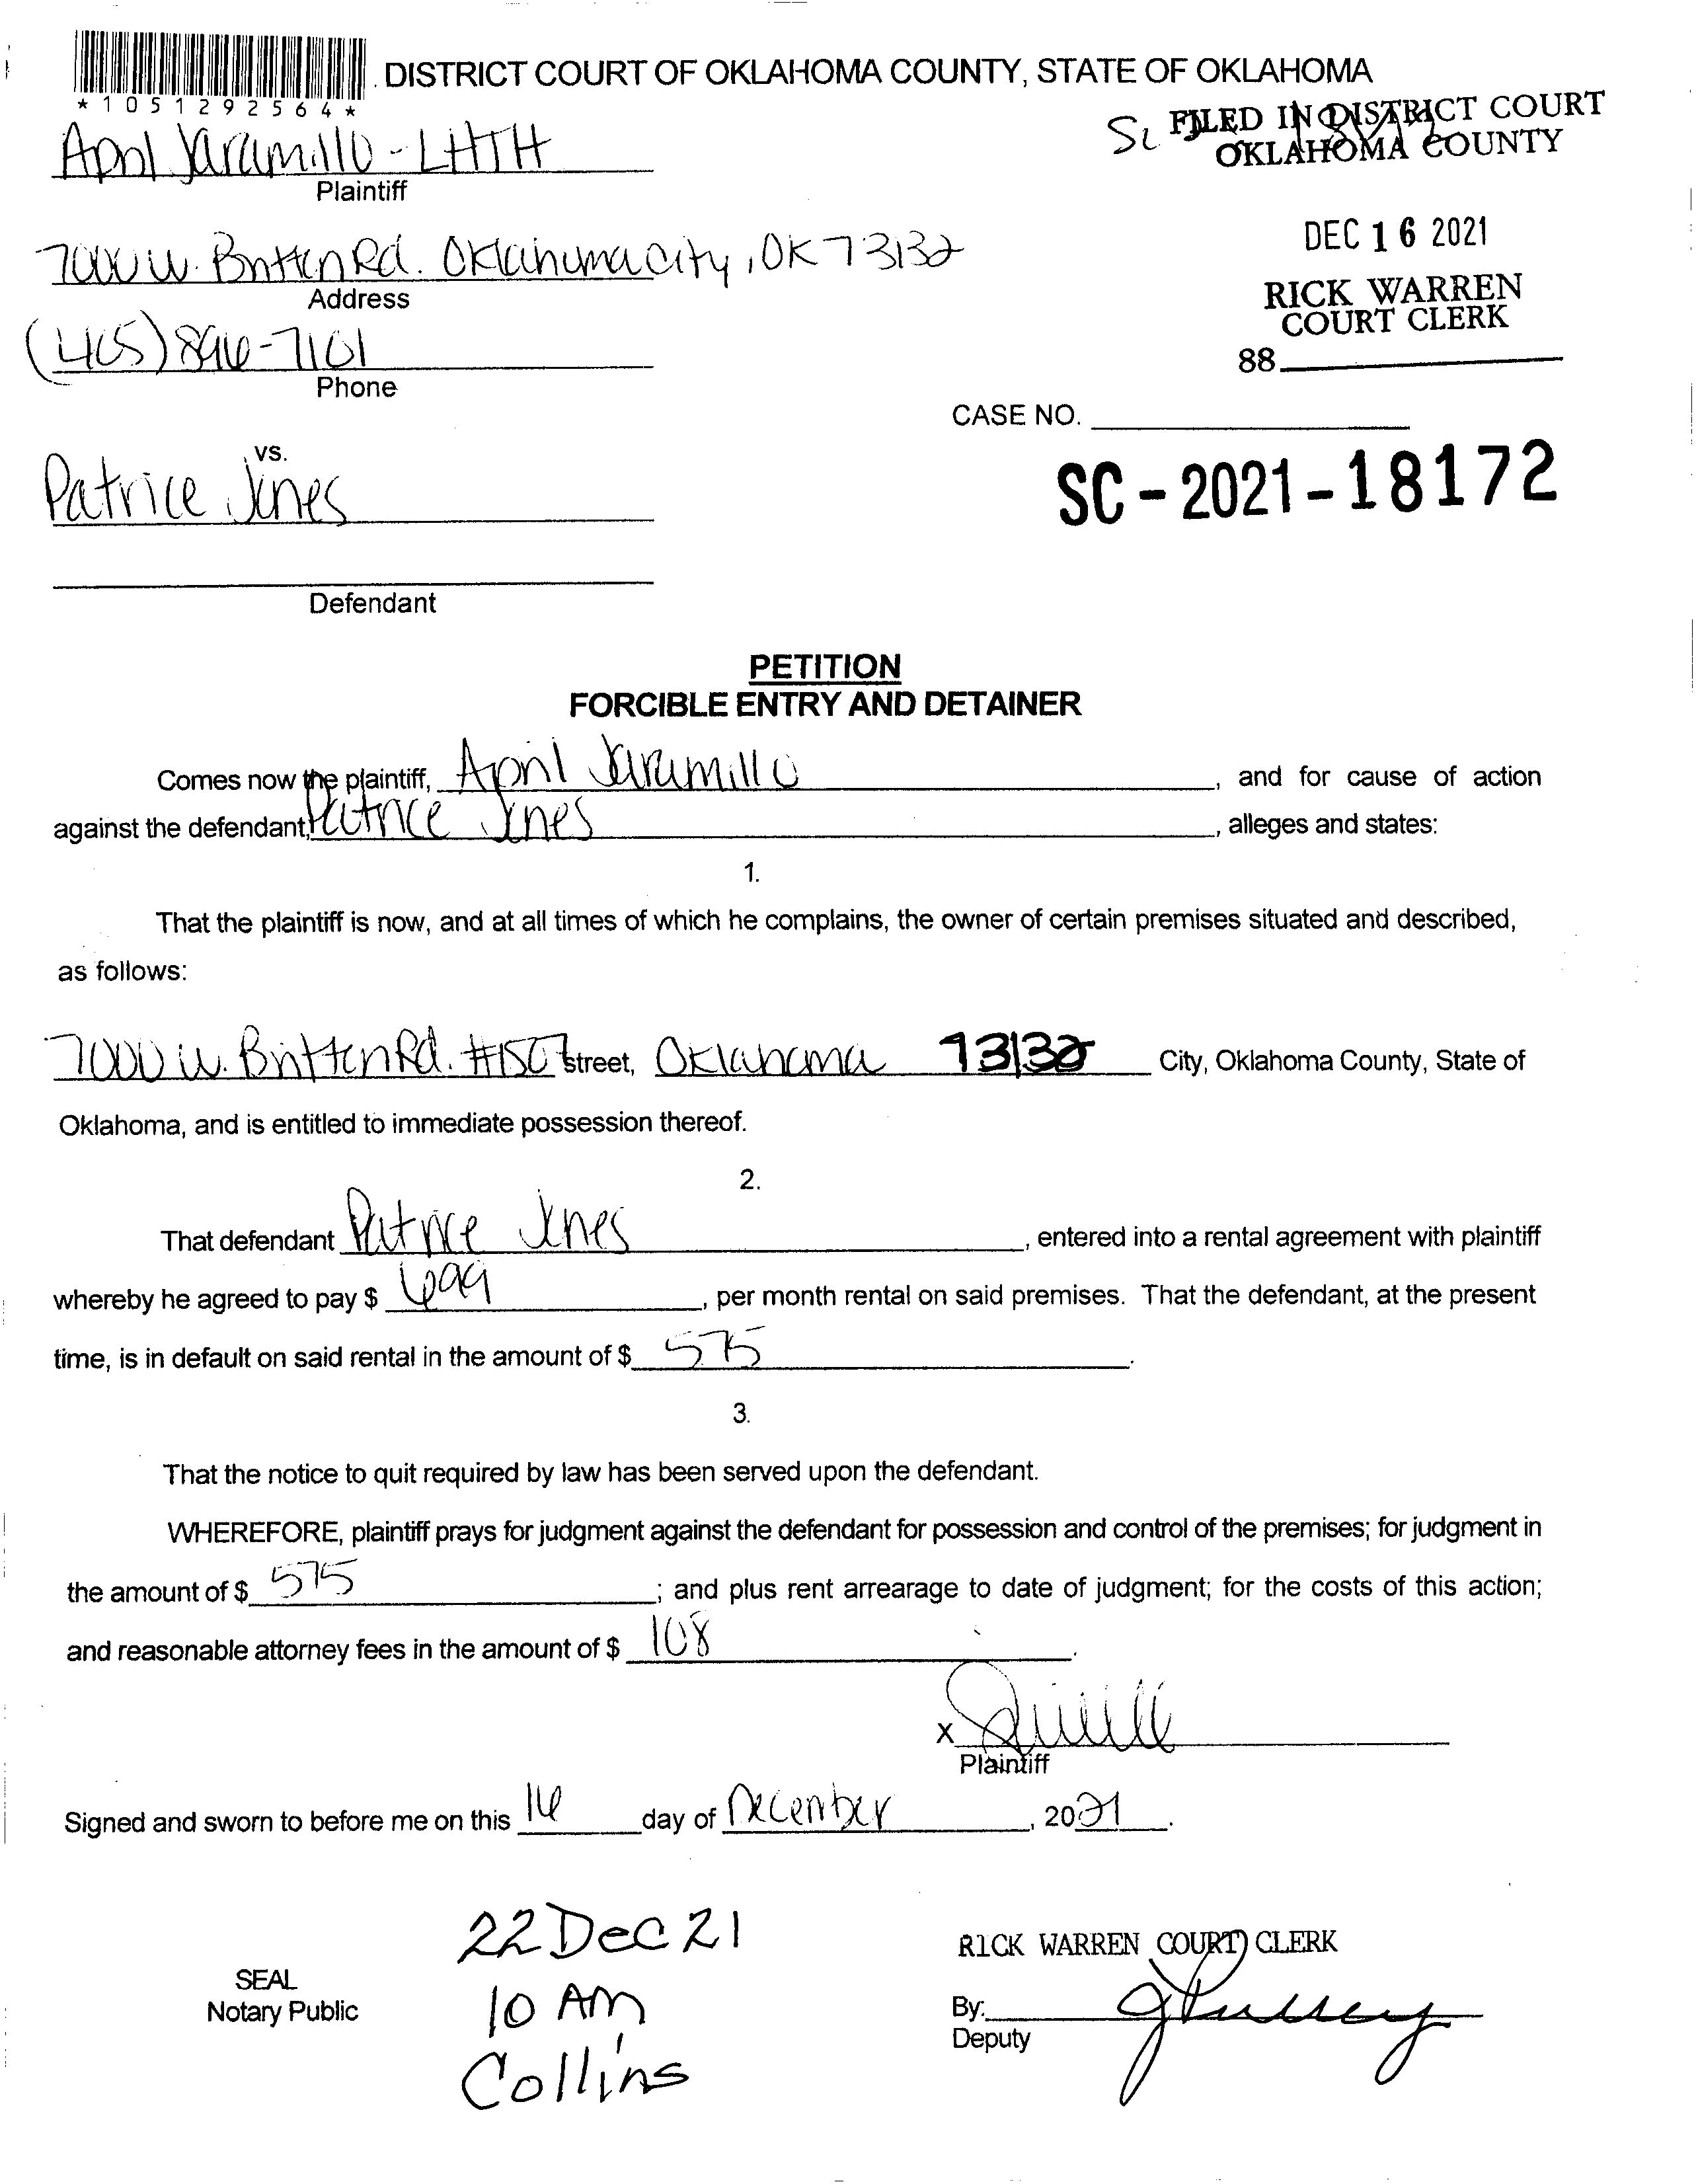 *1051292564*
DISTRICT COURT OF OKLAHOMA COUNTY, STATE OF OKLAHOMA
FILED IN DISTRICT COURT
OKLAHOMA COUNTY
April Jaramillo - LHTH
Plaintiff
DEC 16 2021
7000 W. Britton Rd. Oklahoma City, OK 73132
Address
RICK WARREN
COURT CLERK
(405) 896-7101
Phone
88
CASE NO.
vs.
Patrice Jones
SC-2021-18172
Defendant
PETITION
FORCIBLE ENTRY AND DETAINER
Comes now the plaintiff, April Jaramillo, and for cause of action
against the defendant, Patrice Jones, alleges and states:
1.
That the plaintiff is now, and at all times of which he complains, the owner of certain premises situated and described,
as follows:
7000 W. Britton Rd. #1507 street, Oklahoma 73132 City, Oklahoma County, State of
Oklahoma, and is entitled to immediate possession thereof.
2.
That defendant Patrice Jones, entered into a rental agreement with plaintiff
whereby he agreed to pay $ 699, per month rental on said premises. That the defendant, at the present
time, is in default on said rental in the amount of $ 575.
3.
That the notice to quit required by law has been served upon the defendant.
WHEREFORE, plaintiff prays for judgment against the defendant for possession and control of the premises; for judgment in
the amount of $ 575; and plus rent arrearage to date of judgment; for the costs of this action;
and reasonable attorney fees in the amount of $ 108.
X
Plaintiff
Signed and sworn to before me on this 16 day of December, 2021.
22 Dec 21
RICK WARREN COURT CLERK
SEAL
Notary Public
10 AM
By:
Deputy
Collins